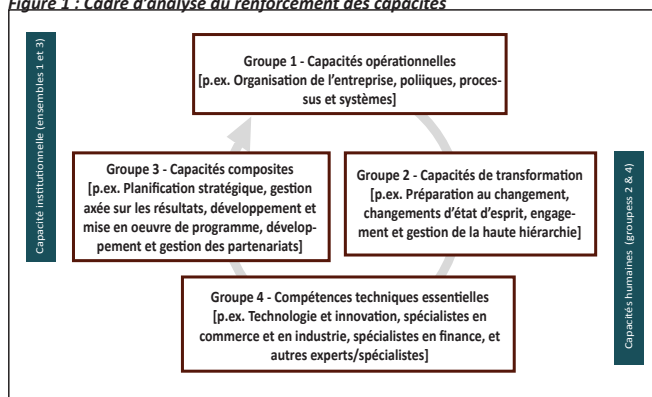 Figure 1 : Cadre d'analyse du renforcement des capacités
Capacité institutionnelle (ensembles 1 et 3)
Groupe 1 - Capacités opérationnelles
[p.ex. Organisation de l'entreprise, poliiques, proces-
sus et systèmes]
Groupe 3 - Capacités composites
[p.ex. Planification stratégique, gestion
axée sur les résultats, développement et
mise en oeuvre de programme, dévelop-
pement et gestion des partenariats]
Groupe 2 - Capacités de transformation
[p.ex. Préparation au changement,
changements d'état d'esprit, engage-
ment et gestion de la haute hiérarchie]
Groupe 4 - Compétences techniques essentielles
[p.ex. Technologie et innovation, spécialistes en
commerce et en industrie, spécialistes en finance, et
autres experts/spécialistes]
Capacités humaines (groupess 2 & 4)